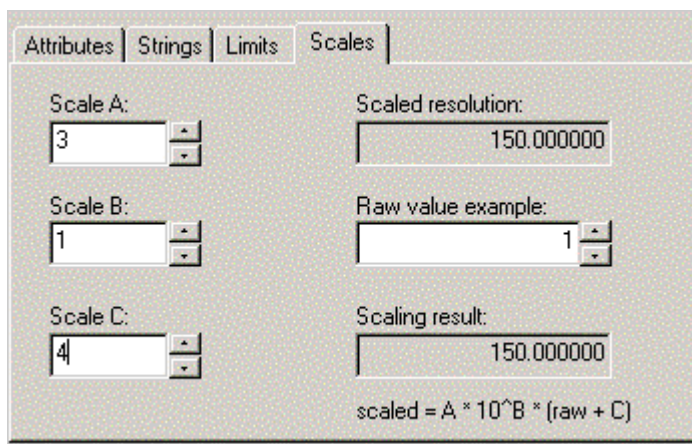 Attributes Strings Limits Scales
Scale A: Scaled resolution:
3 150.000000
Scale B: Raw value example:
1 1
Scale C: Scaling result:
4 150.000000
scaled = A * 10^B * (raw + C)